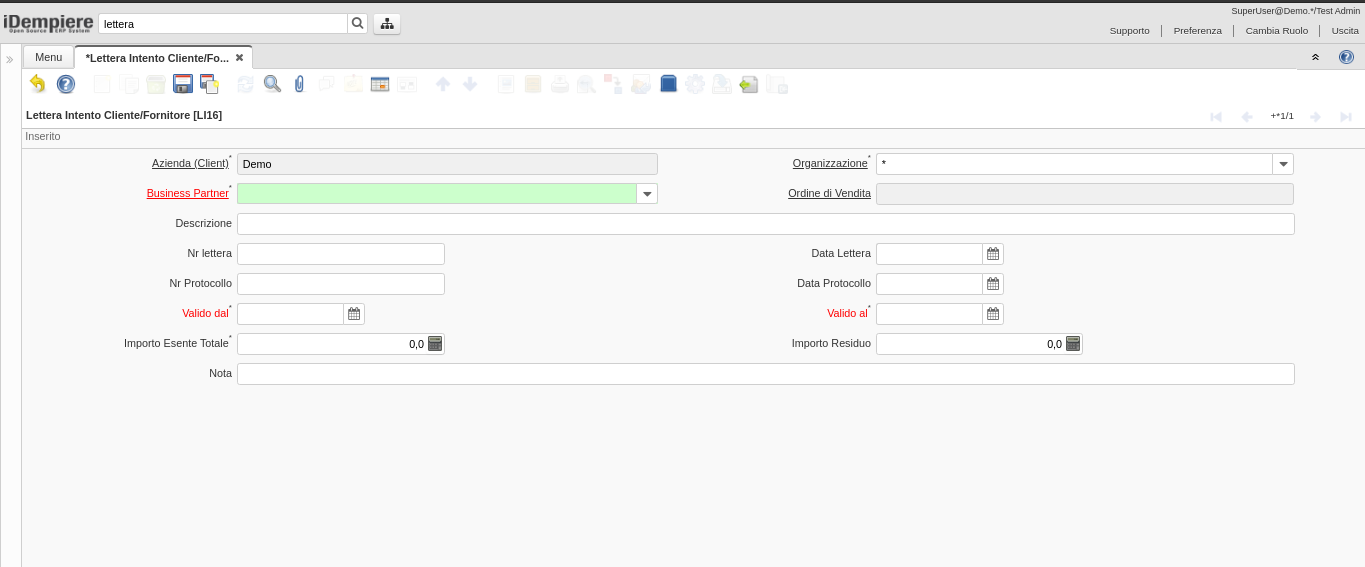 SuperUser@Demo.*/Test Admin
iDempiere
Open Source ERP System
lettera
Supporto
Preferenza
Cambia Ruolo
Uscita
»
Menu
*Lettera Intento Cliente/Fo...
Lettera Intento Cliente/Fornitore [LI16]
+*1/1
Inserito
Azienda (Client)* Demo
Organizzazione* *
Business Partner*
Ordine di Vendita
Descrizione
Nr lettera
Data Lettera
Nr Protocollo
Data Protocollo
Valido dal*
Valido al*
Importo Esente Totale* 0,0
Importo Residuo 0,0
Nota